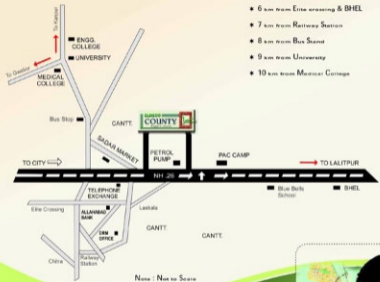 * 6 km from Elite crossing & BHEL
* 7 km from Railway Station
* 8 km from Bus Stand
* 9 km from University
* 10 km from Medical College
To Kanpur
ENGG. COLLEGE
UNIVERSITY
To Gwalior
MEDICAL COLLEGE
Bus Stop
CANTT.
COUNTY
SADAR MARKET
PETROL PUMP
PAC CAMP
TO CITY
TO LALITPUR
NH .26
TELEPHONE EXCHANGE
Blue Bells School
BHEL
Elite Crossing
ALLAHABAD BANK
CANTT
DRM OFFICE
CANTT.
Chitra
Railway Station
Note : Not to Scale